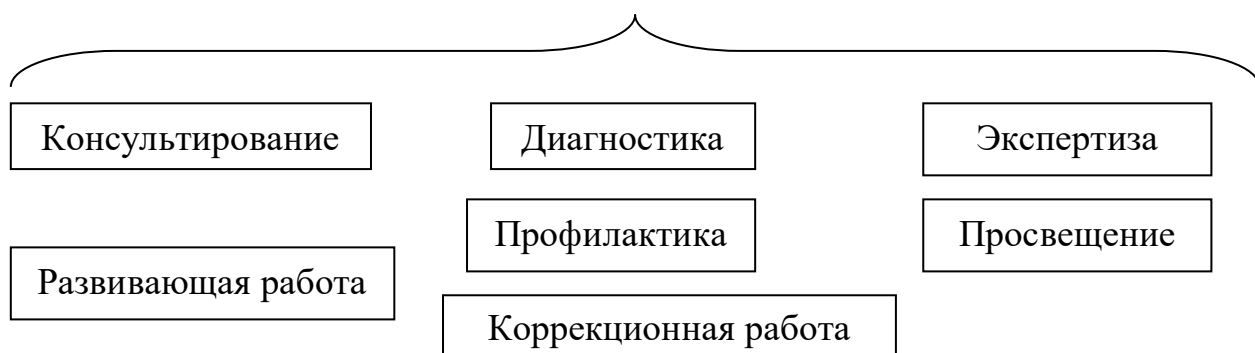 Консультирование
Диагностика
Экспертиза
Профилактика
Просвещение
Развивающая работа
Коррекционная работа